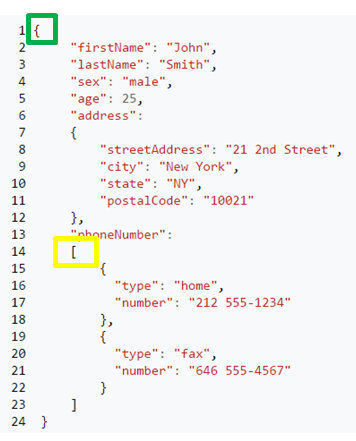 1 {
2 "firstName": "John",
3 "lastName": "Smith",
4 "sex": "male",
5 "age": 25,
6 "address":
7 {
8 "streetAddress": "21 2nd Street",
9 "city": "New York",
10 "state": "NY",
11 "postalCode": "10021"
12 },
13 "phoneNumber":
14 [
15 {
16 "type": "home",
17 "number": "212 555-1234"
18 },
19 {
20 "type": "fax",
21 "number": "646 555-4567"
22 }
23 ]
24 }